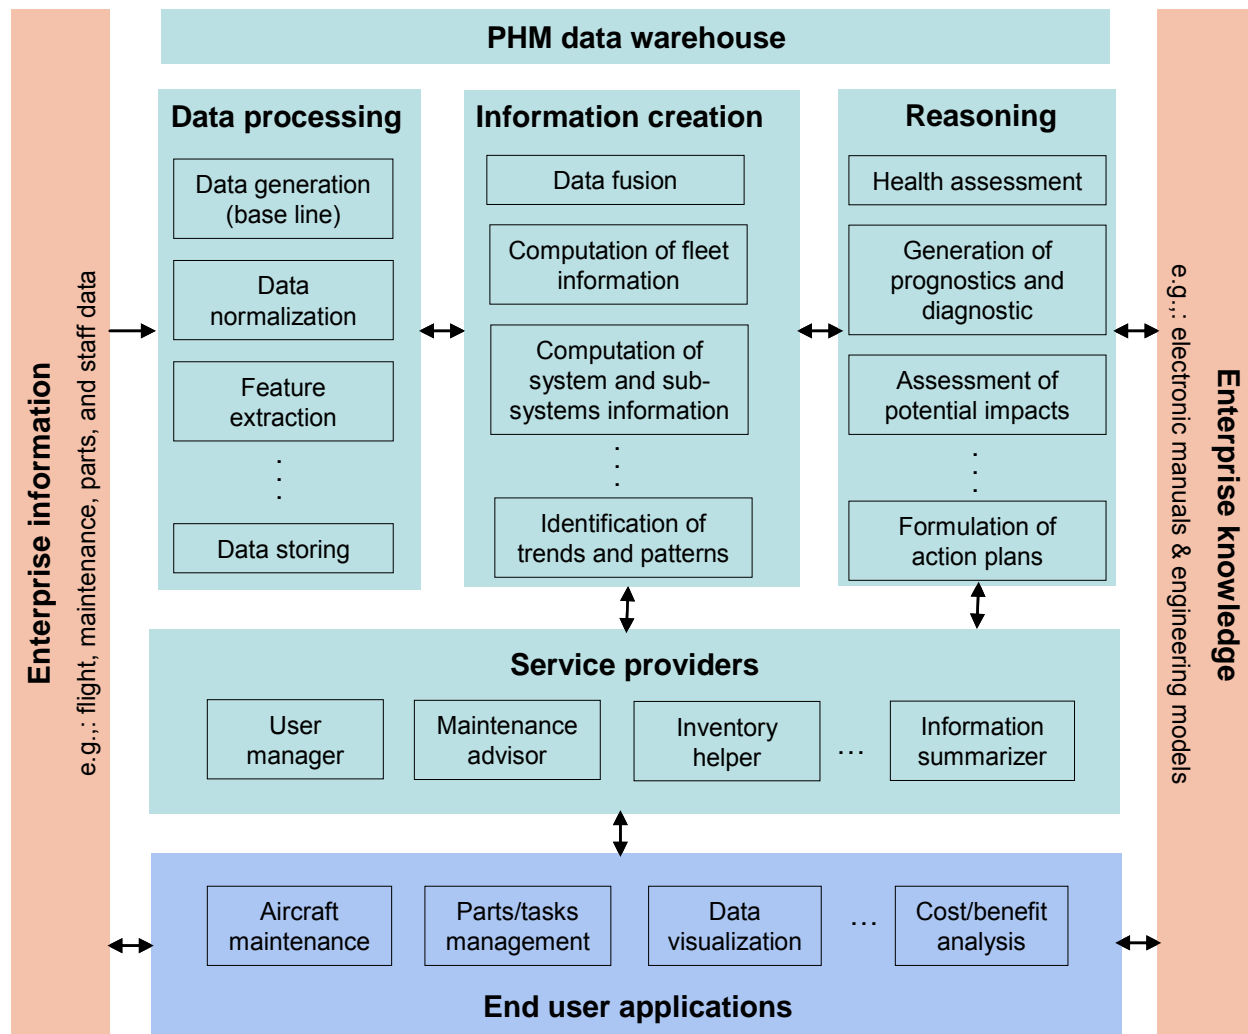 PHM data warehouse
Enterprise information
e.g.,: flight, maintenance, parts, and staff data
Data processing
Data generation
(base line)
Data
normalization
Feature
extraction
.
.
.
Data storing
Information creation
Data fusion
Computation of fleet
information
Computation of
system and sub-
systems information
.
.
.
Identification of
trends and patterns
Reasoning
Health assessment
Generation of
prognostics and
diagnostic
Assessment of
potential impacts
.
.
.
Formulation of
action plans
e.g.,: electronic manuals & engineering models
Enterprise knowledge
Service providers
User
manager
Maintenance
advisor
Inventory
helper
...
Information
summarizer
Aircraft
maintenance
Parts/tasks
management
Data
visualization
...
Cost/benefit
analysis
End user applications